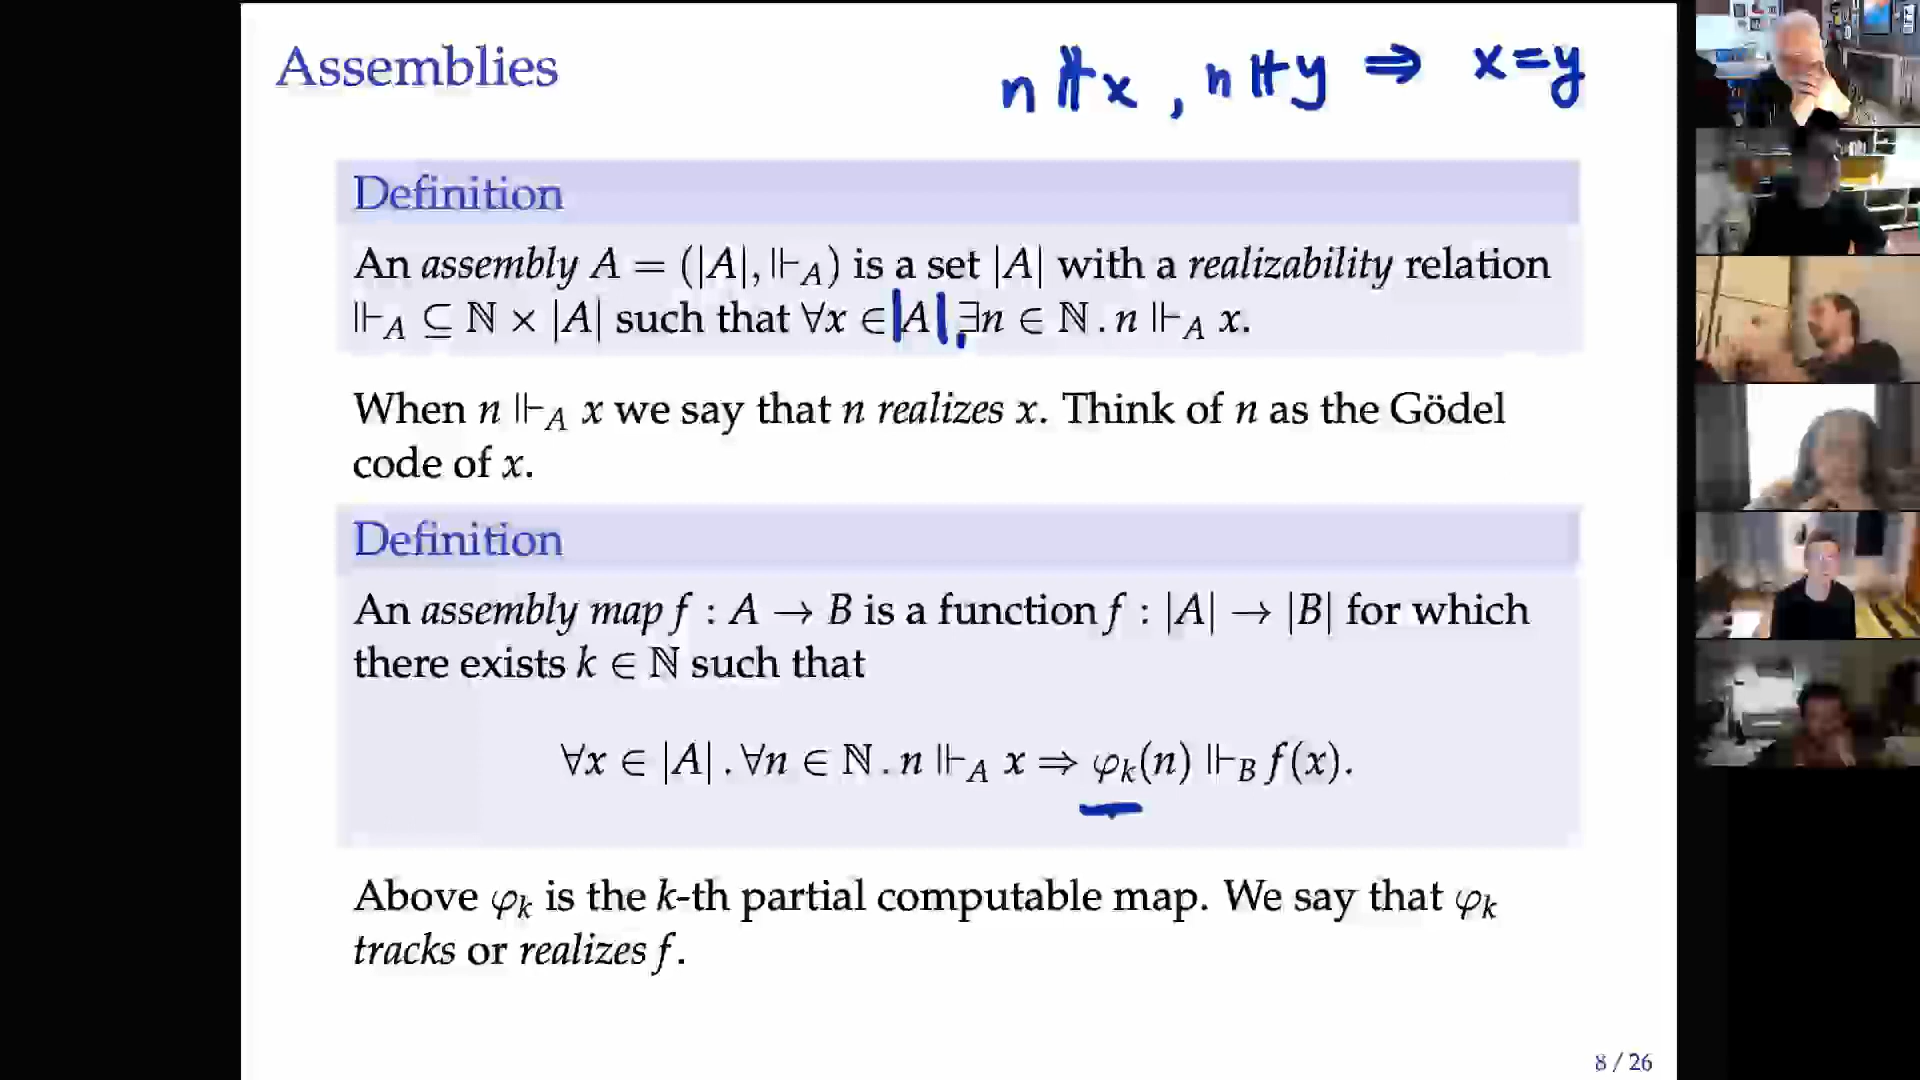 Assemblies
n ⊩ x , n ⊩ y ⇒ x = y
Definition
An assembly A = (|A|, ⊩_A) is a set |A| with a realizability relation
⊩_A ⊆ ℕ × |A| such that ∀x ∈ |A| , ∃n ∈ ℕ . n ⊩_A x.
When n ⊩_A x we say that n realizes x. Think of n as the Gödel
code of x.
Definition
An assembly map f : A → B is a function f : |A| → |B| for which
there exists k ∈ ℕ such that
∀x ∈ |A| . ∀n ∈ ℕ . n ⊩_A x ⇒ φ_k(n) ⊩_B f(x).
Above φ_k is the k-th partial computable map. We say that φ_k
tracks or realizes f.
8 / 26